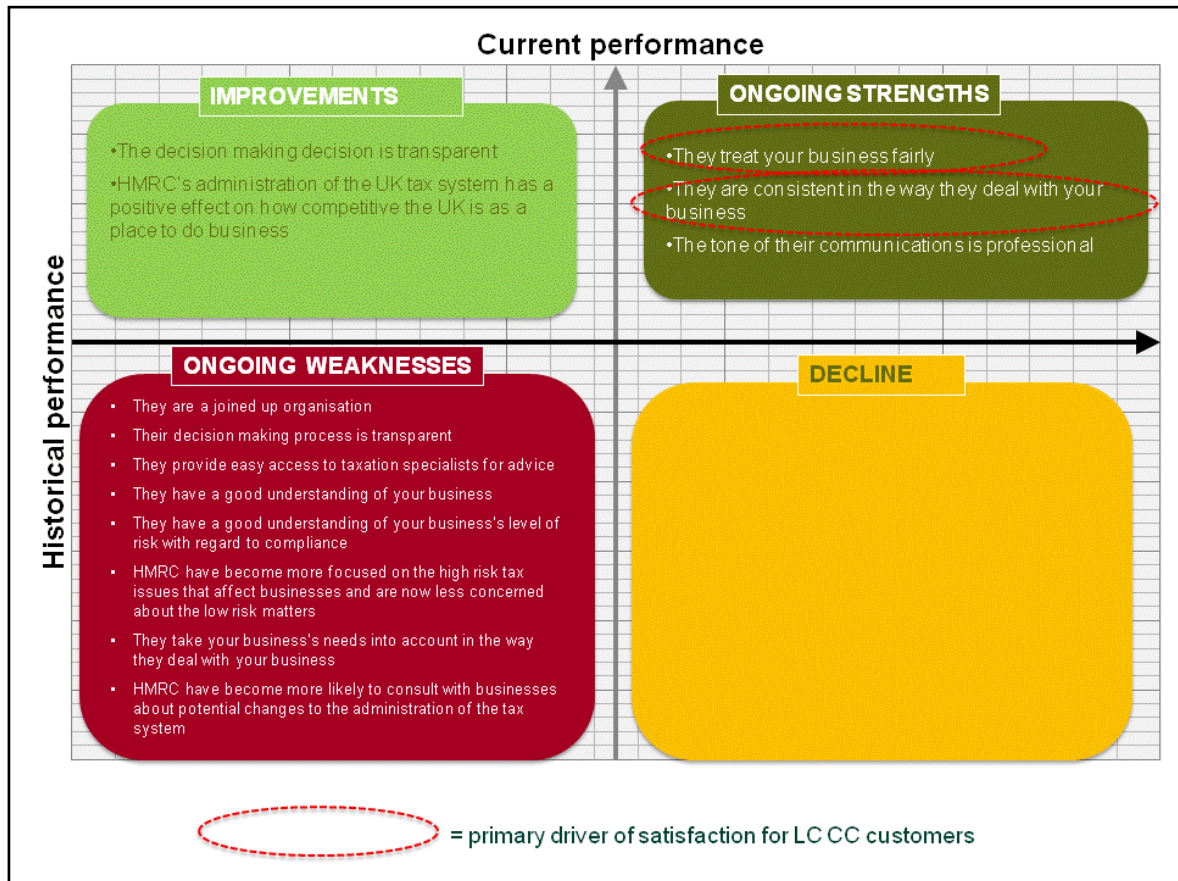 Current performance
Historical performance
IMPROVEMENTS
•The decision making decision is transparent
•HMRC's administration of the UK tax system has a
positive effect on how competitive the UK is as a
place to do business
ONGOING STRENGTHS
•They treat your business fairly
•They are consistent in the way they deal with your
business
•The tone of their communications is professional
ONGOING WEAKNESSES
▪ They are a joined up organisation
▪ Their decision making process is transparent
▪ They provide easy access to taxation specialists for advice
▪ They have a good understanding of your business
▪ They have a good understanding of your business's level of
risk with regard to compliance
▪ HMRC have become more focused on the high risk tax
issues that affect businesses and are now less concerned
about the low risk matters
▪ They take your business's needs into account in the way
they deal with your business
▪ HMRC have become more likely to consult with businesses
about potential changes to the administration of the tax
system
DECLINE
= primary driver of satisfaction for LC CC customers